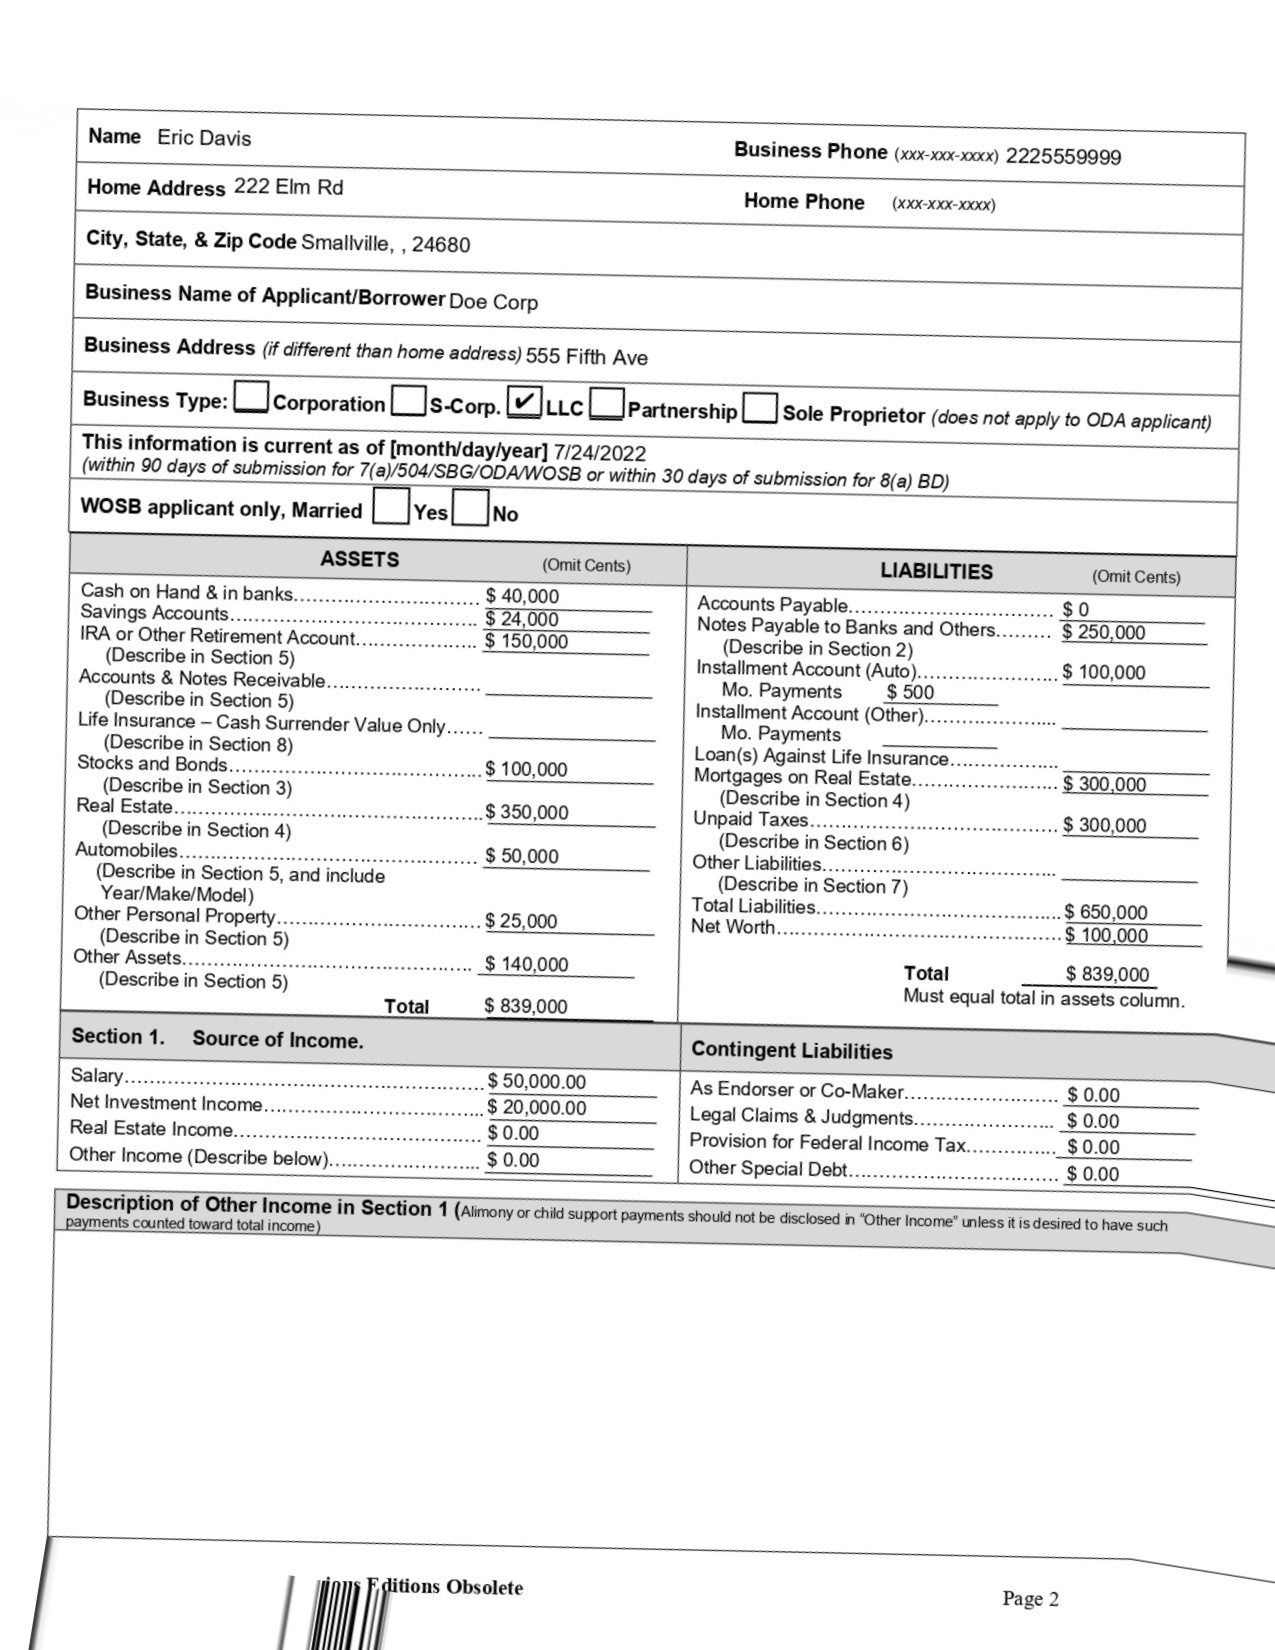 Name Eric Davis Business Phone (xxx-xxx-xxxx) 2225559999
Home Address 222 Elm Rd Home Phone (xxx-xxx-xxxx)
City, State, & Zip Code Smallville, , 24680
Business Name of Applicant/Borrower Doe Corp
Business Address (if different than home address) 555 Fifth Ave
Business Type: Corporation S-Corp. ✔ LLC Partnership Sole Proprietor (does not apply to ODA applicant)
This information is current as of [month/day/year] 7/24/2022
(within 90 days of submission for 7(a)/504/SBG/ODA/WOSB or within 30 days of submission for 8(a) BD)
WOSB applicant only, Married Yes No
ASSETS (Omit Cents)
Cash on Hand & in banks $ 40,000
Savings Accounts $ 24,000
IRA or Other Retirement Account $ 150,000
(Describe in Section 5)
Accounts & Notes Receivable
(Describe in Section 5)
Life Insurance – Cash Surrender Value Only
(Describe in Section 8)
Stocks and Bonds $ 100,000
(Describe in Section 3)
Real Estate $ 350,000
(Describe in Section 4)
Automobiles $ 50,000
(Describe in Section 5, and include
Year/Make/Model)
Other Personal Property $ 25,000
(Describe in Section 5)
Other Assets $ 140,000
(Describe in Section 5)
Total $ 839,000
LIABILITIES (Omit Cents)
Accounts Payable $ 0
Notes Payable to Banks and Others $ 250,000
(Describe in Section 2)
Installment Account (Auto) $ 100,000
Mo. Payments $ 500
Installment Account (Other)
Mo. Payments
Loan(s) Against Life Insurance
Mortgages on Real Estate $ 300,000
(Describe in Section 4)
Unpaid Taxes $ 300,000
(Describe in Section 6)
Other Liabilities
(Describe in Section 7)
Total Liabilities $ 650,000
Net Worth $ 100,000
Total $ 839,000
Must equal total in assets column.
Section 1. Source of Income.
Salary $ 50,000.00
Net Investment Income $ 20,000.00
Real Estate Income $ 0.00
Other Income (Describe below) $ 0.00
Contingent Liabilities
As Endorser or Co-Maker $ 0.00
Legal Claims & Judgments $ 0.00
Provision for Federal Income Tax $ 0.00
Other Special Debt $ 0.00
Description of Other Income in Section 1 (Alimony or child support payments should not be disclosed in “Other Income” unless it is desired to have such
payments counted toward total income)
Editions Obsolete
Page 2